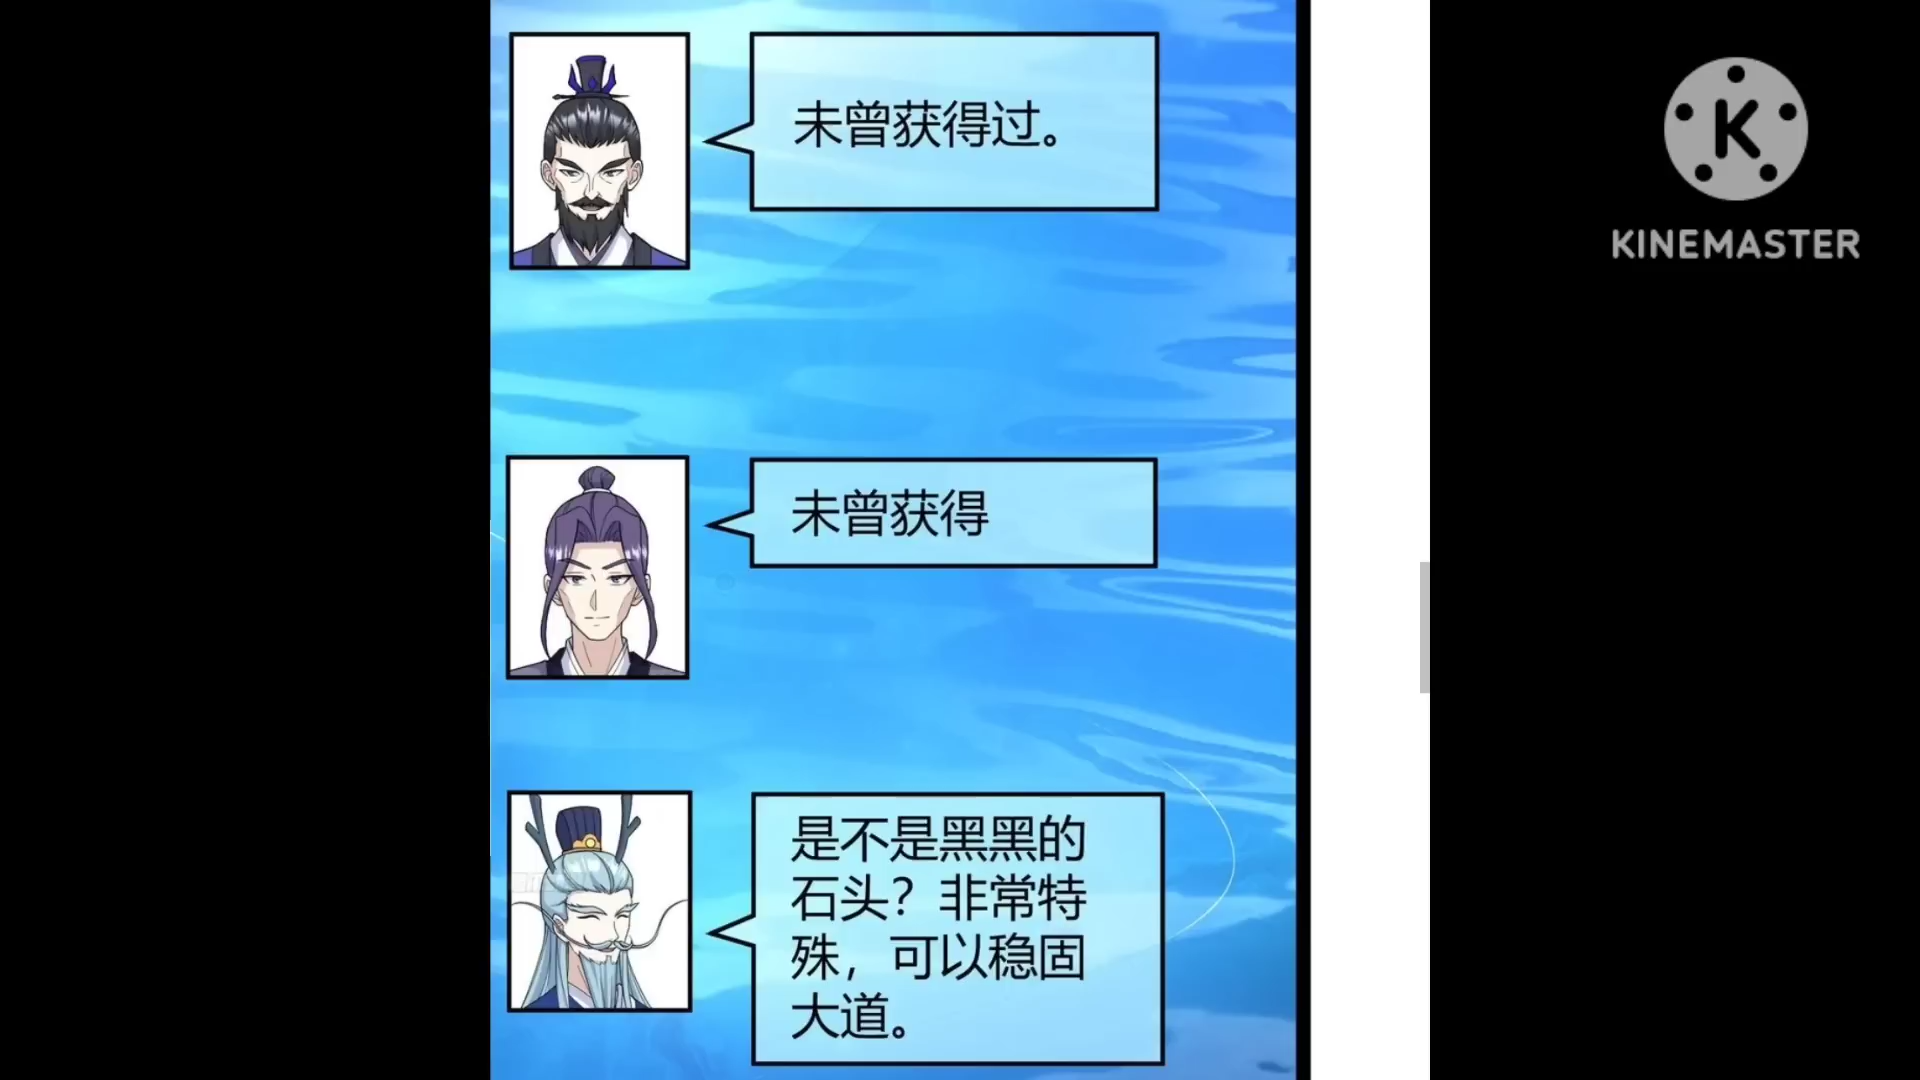 未曾获得过。
K
KINEMASTER
未曾获得
是不是黑黑的
石头？非常特
殊，可以稳固
大道。